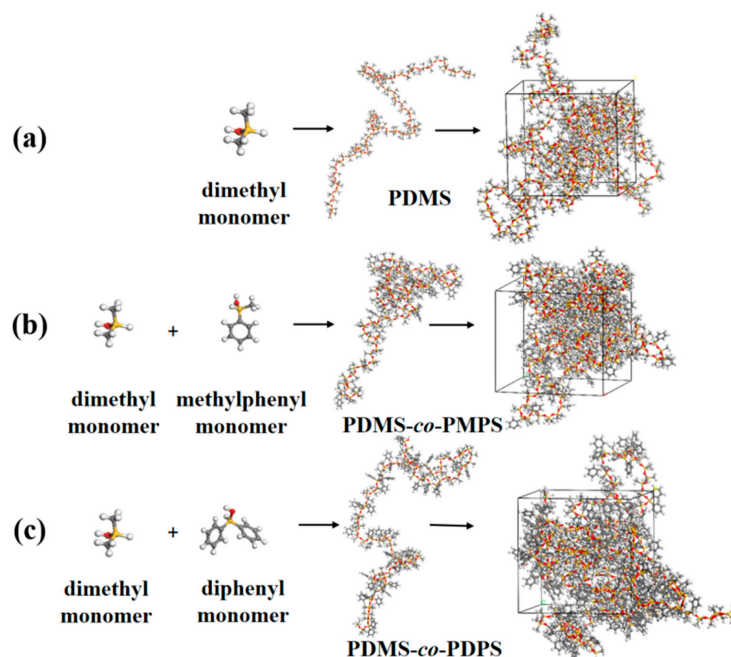 (a)
dimethyl
monomer
PDMS
(b)
+
dimethyl
monomer
methylphenyl
monomer
PDMS-co-PMPS
(c)
+
dimethyl
monomer
diphenyl
monomer
PDMS-co-PDPS